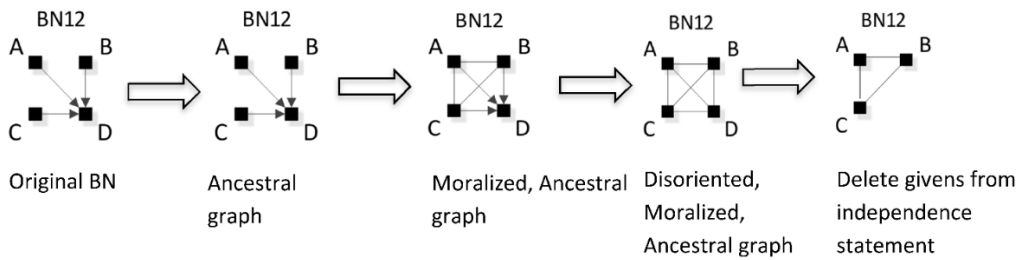 BN12
A B
C D
Original BN
BN12
A B
C D
Ancestral
graph
BN12
A B
C D
Moralized, Ancestral
graph
BN12
A B
C D
Disoriented,
Moralized,
Ancestral graph
BN12
A B
C
Delete givens from
independence
statement